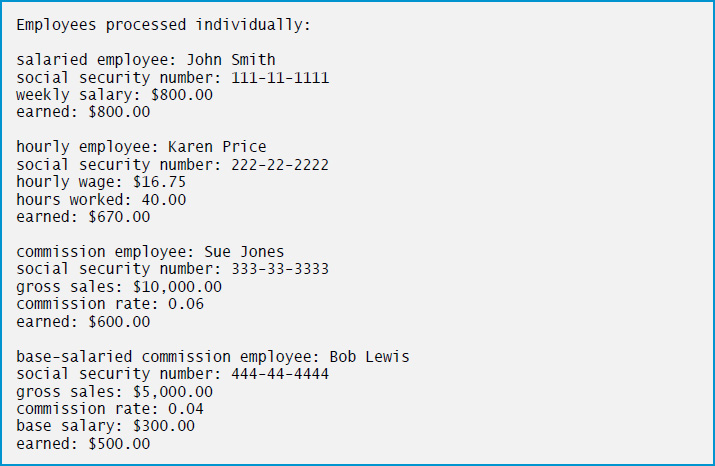 Employees processed individually:
salaried employee: John Smith
social security number: 111-11-1111
weekly salary: $800.00
earned: $800.00
hourly employee: Karen Price
social security number: 222-22-2222
hourly wage: $16.75
hours worked: 40.00
earned: $670.00
commission employee: Sue Jones
social security number: 333-33-3333
gross sales: $10,000.00
commission rate: 0.06
earned: $600.00
base-salaried commission employee: Bob Lewis
social security number: 444-44-4444
gross sales: $5,000.00
commission rate: 0.04
base salary: $300.00
earned: $500.00